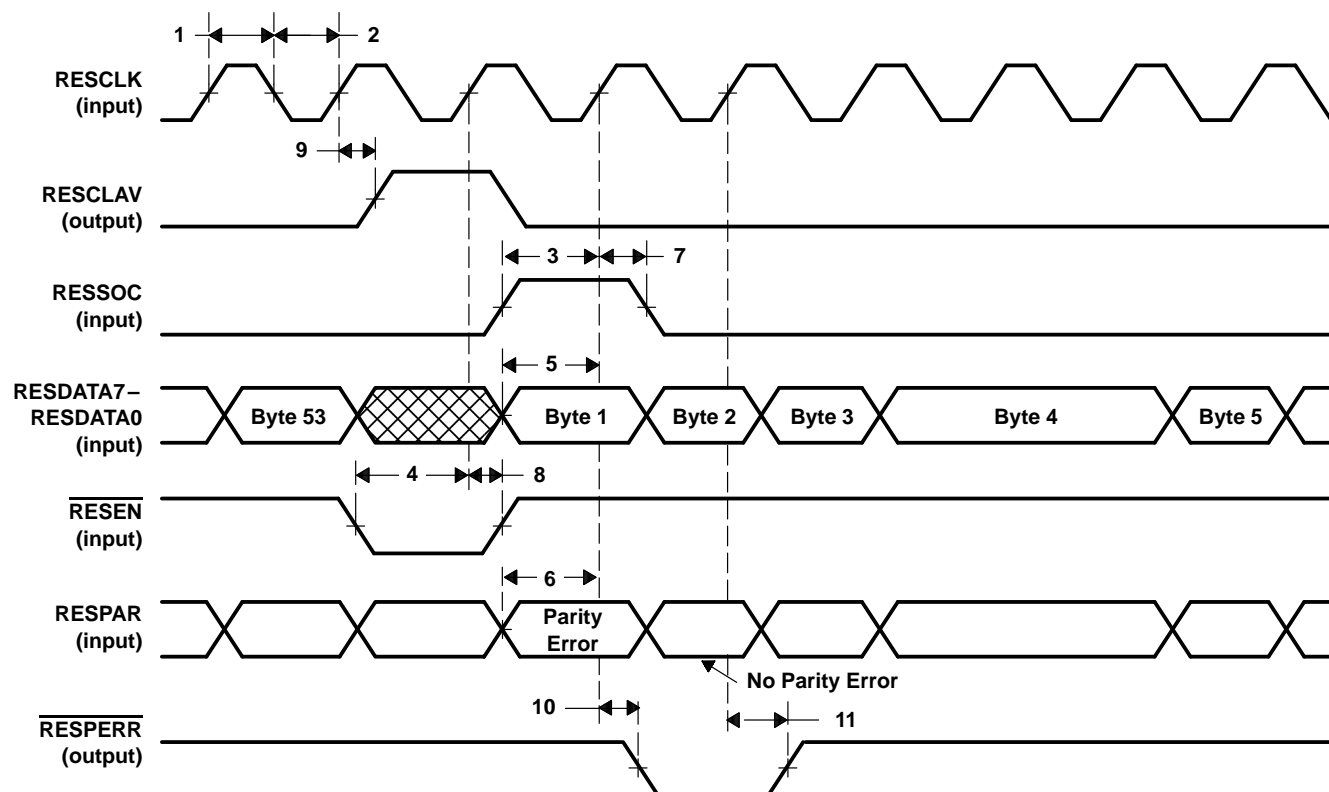 1
2
RESCLK
(input)
9
RESCLAV
(output)
3
7
RESSOC
(input)
5
RESDATA7–
RESDATA0
(input)
Byte 53
Byte 1
Byte 2
Byte 3
Byte 4
Byte 5
4
8
RESEN
(input)
6
RESPAR
(input)
Parity
Error
No Parity Error
10
11
RESPERR
(output)